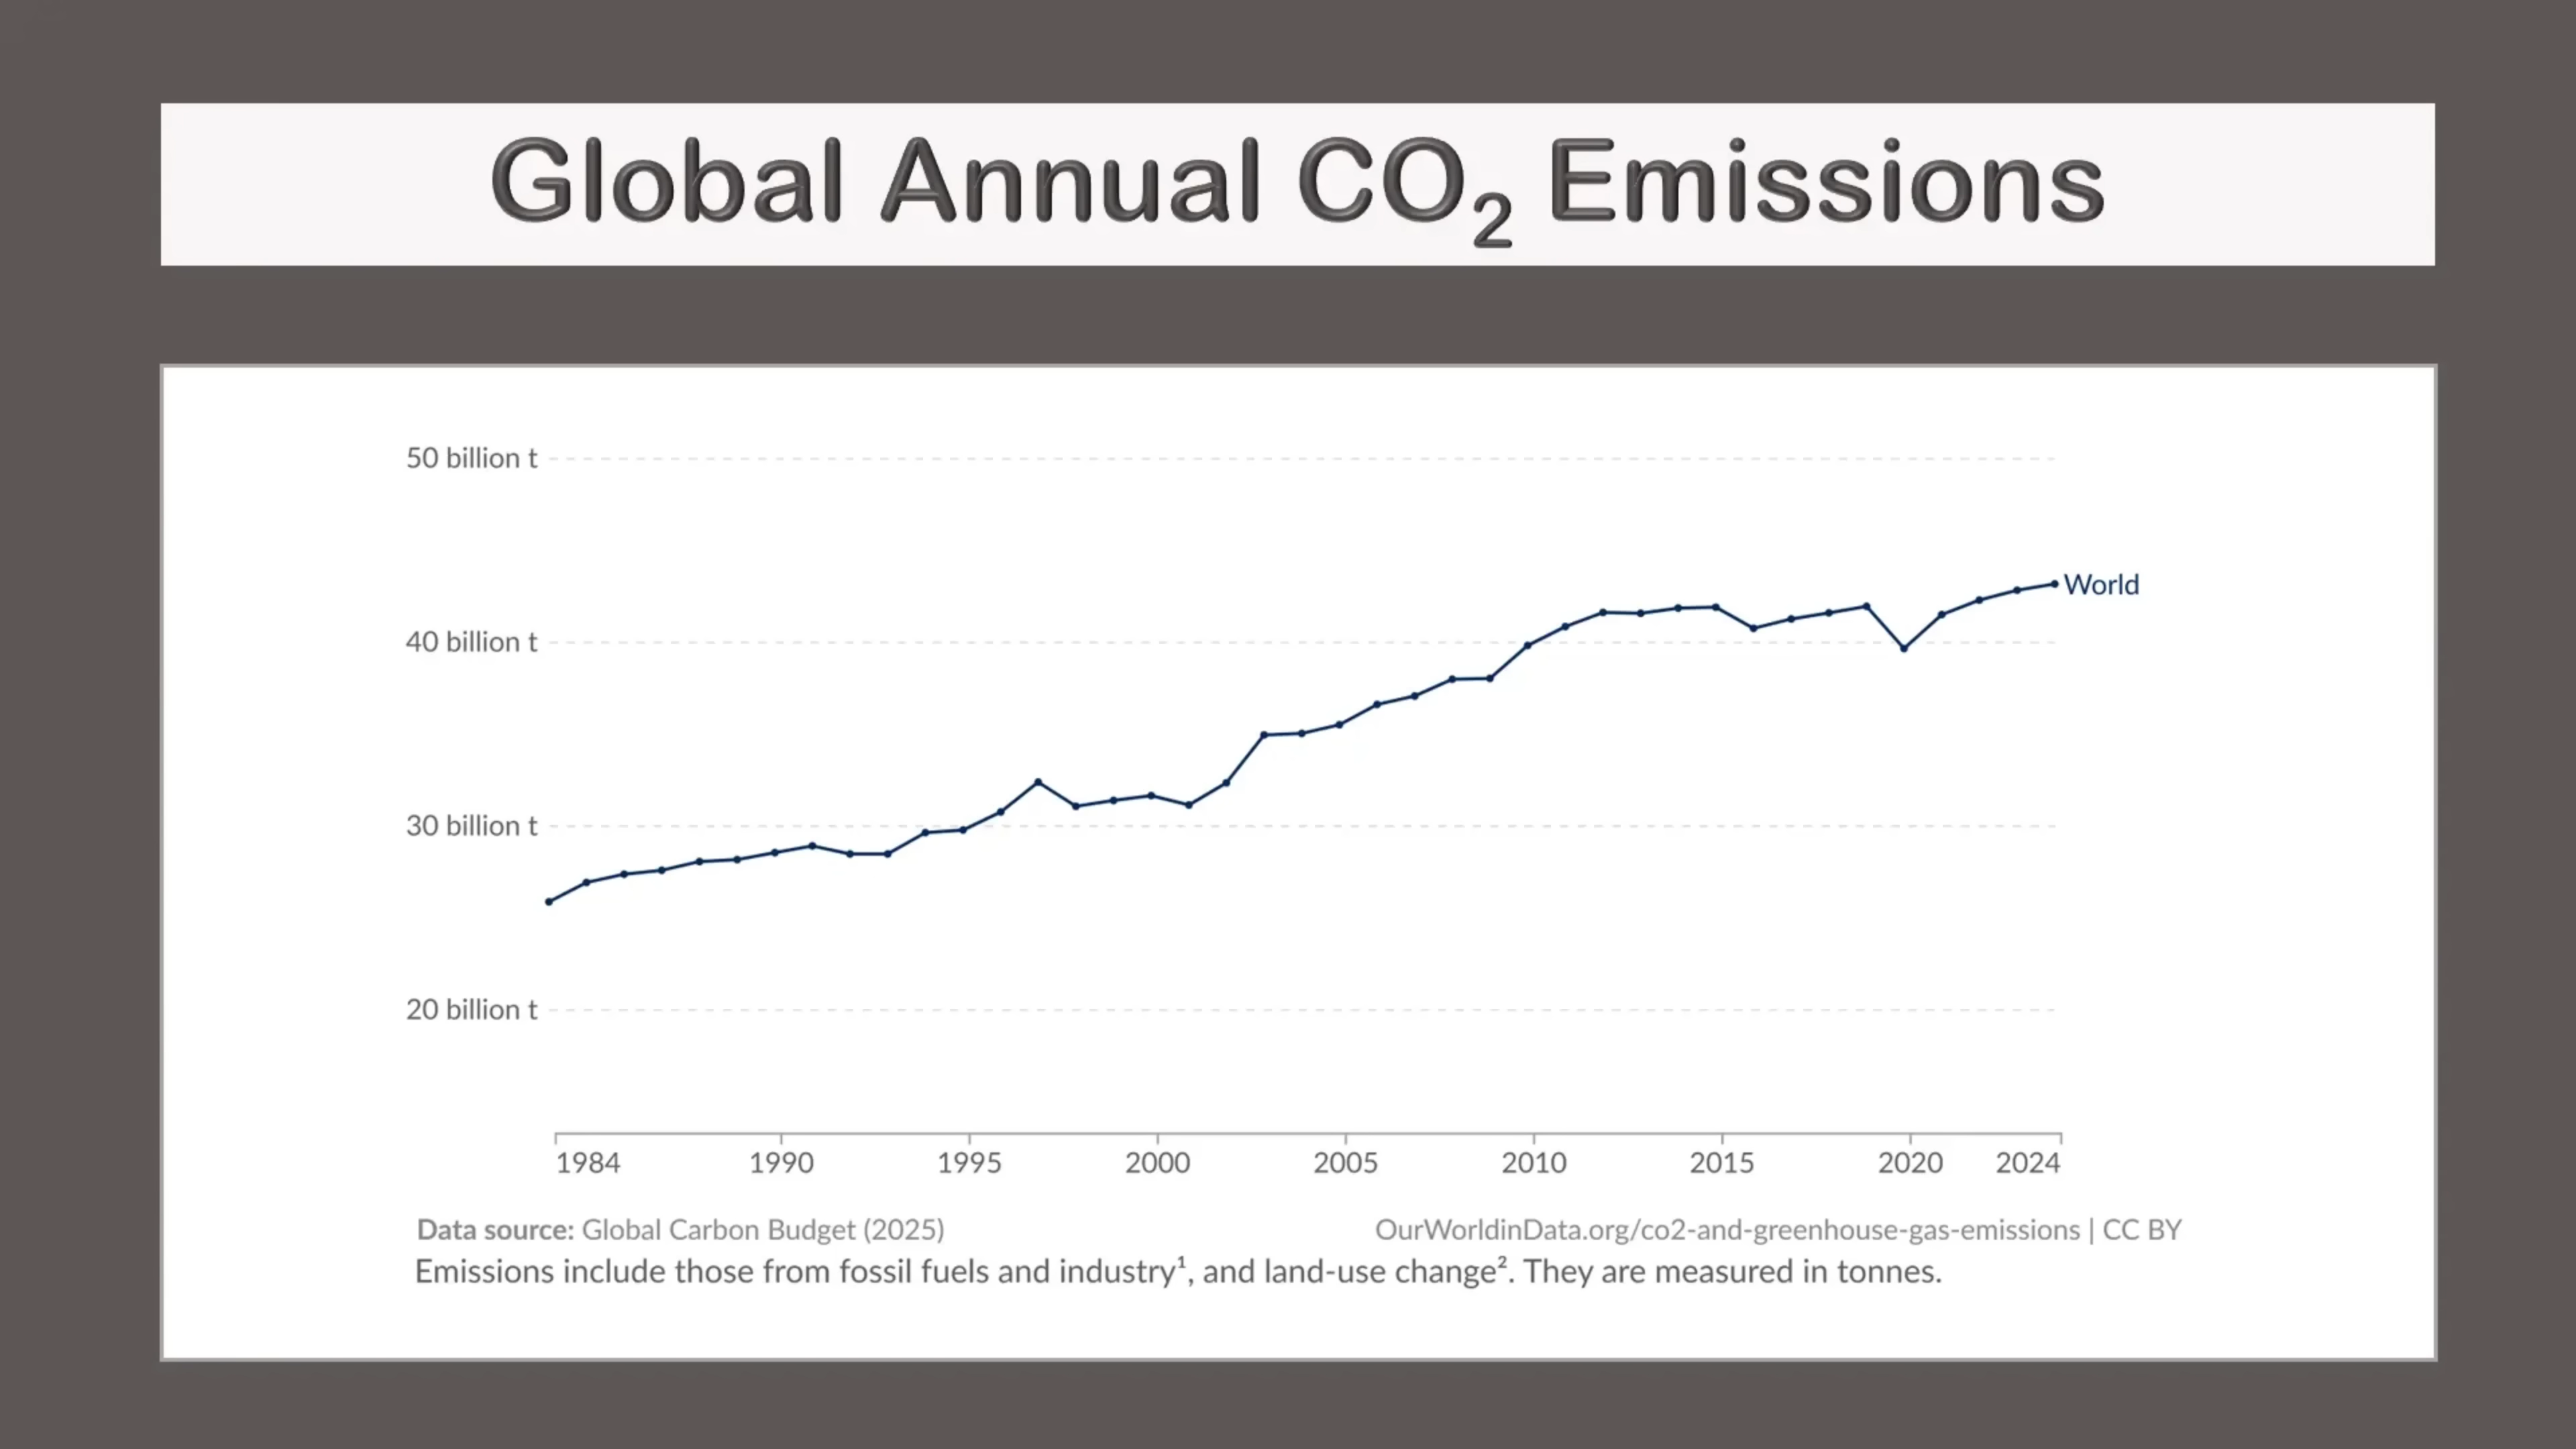 Global Annual CO₂ Emissions
50 billion t
World
40 billion t
30 billion t
20 billion t
1984 1990 1995 2000 2005 2010 2015 2020 2024
Data source: Global Carbon Budget (2025) OurWorldinData.org/co2-and-greenhouse-gas-emissions | CC BY
Emissions include those from fossil fuels and industry¹, and land-use change². They are measured in tonnes.